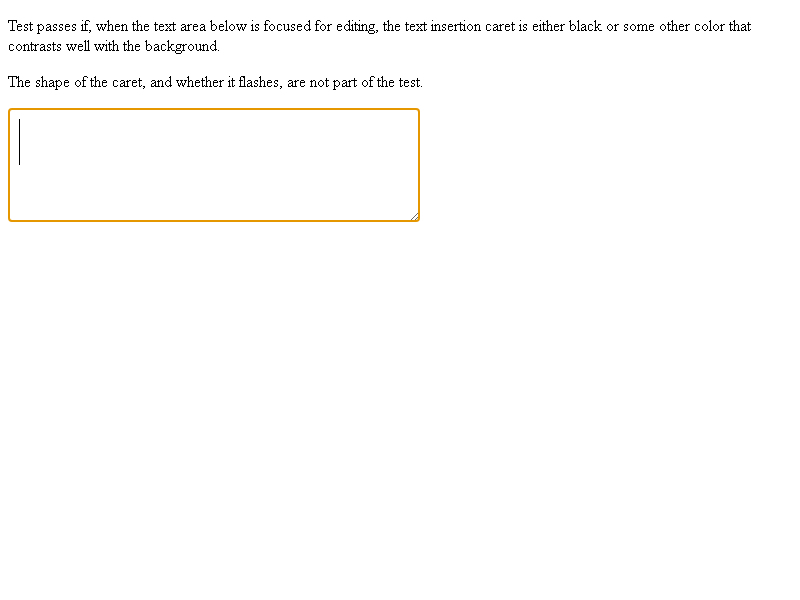 Test passes if, when the text area below is focused for editing, the text insertion caret is either black or some other color that
contrasts well with the background.
The shape of the caret, and whether it flashes, are not part of the test.